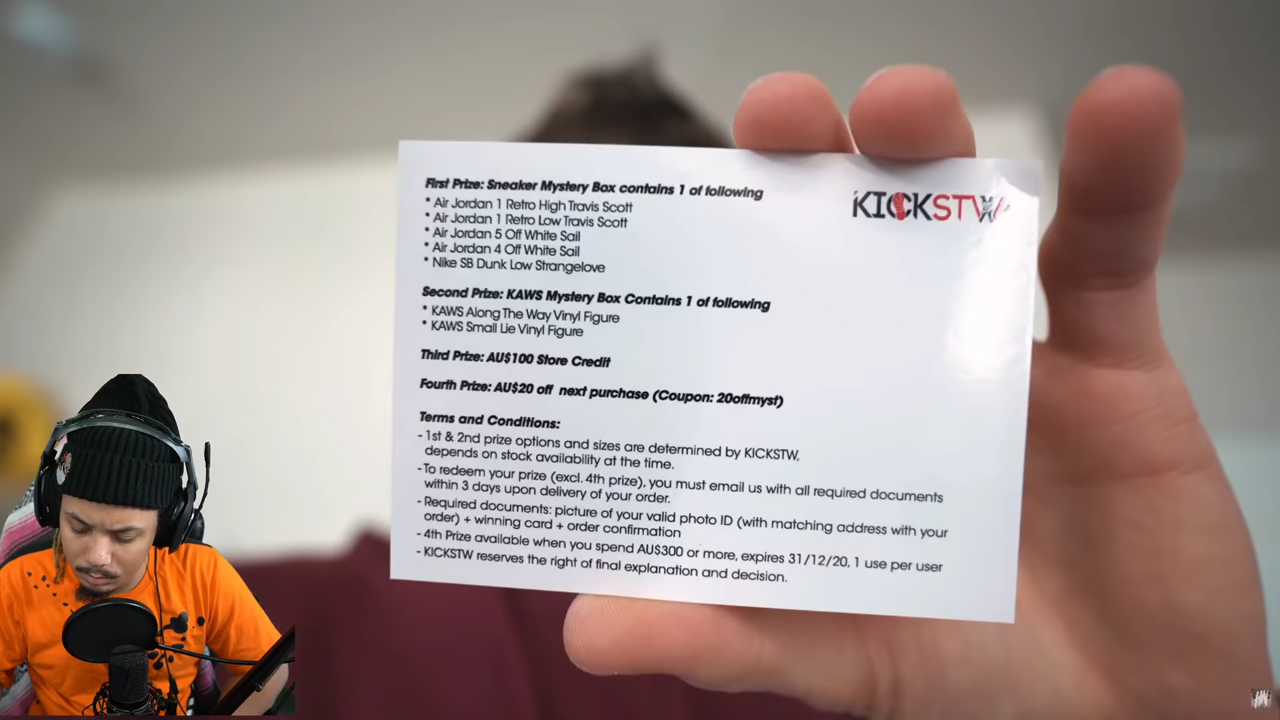 First Prize: Sneaker Mystery Box contains 1 of following
* Air Jordan 1 Retro High Travis Scott
* Air Jordan 1 Retro Low Travis Scott
* Air Jordan 5 Off White Sail
* Air Jordan 4 Off White Sail
* Nike SB Dunk Low Strangelove
KICKSTW
Second Prize: KAWS Mystery Box Contains 1 of following
* KAWS Along The Way Vinyl Figure
* KAWS Small Lie Vinyl Figure
Third Prize: AU$100 Store Credit
Fourth Prize: AU$20 off next purchase (Coupon: 20offmyst)
Terms and Conditions:
- 1st & 2nd prize options and sizes are determined by KICKSTW,
depends on stock availability at the time.
- To redeem your prize (excl. 4th prize), you must email us with all required documents
within 3 days upon delivery of your order.
- Required documents: picture of your valid photo ID (with matching address with your
order) + winning card + order confirmation
- 4th Prize available when you spend AU$300 or more, expires 31/12/20, 1 use per user
- KICKSTW reserves the right of final explanation and decision.